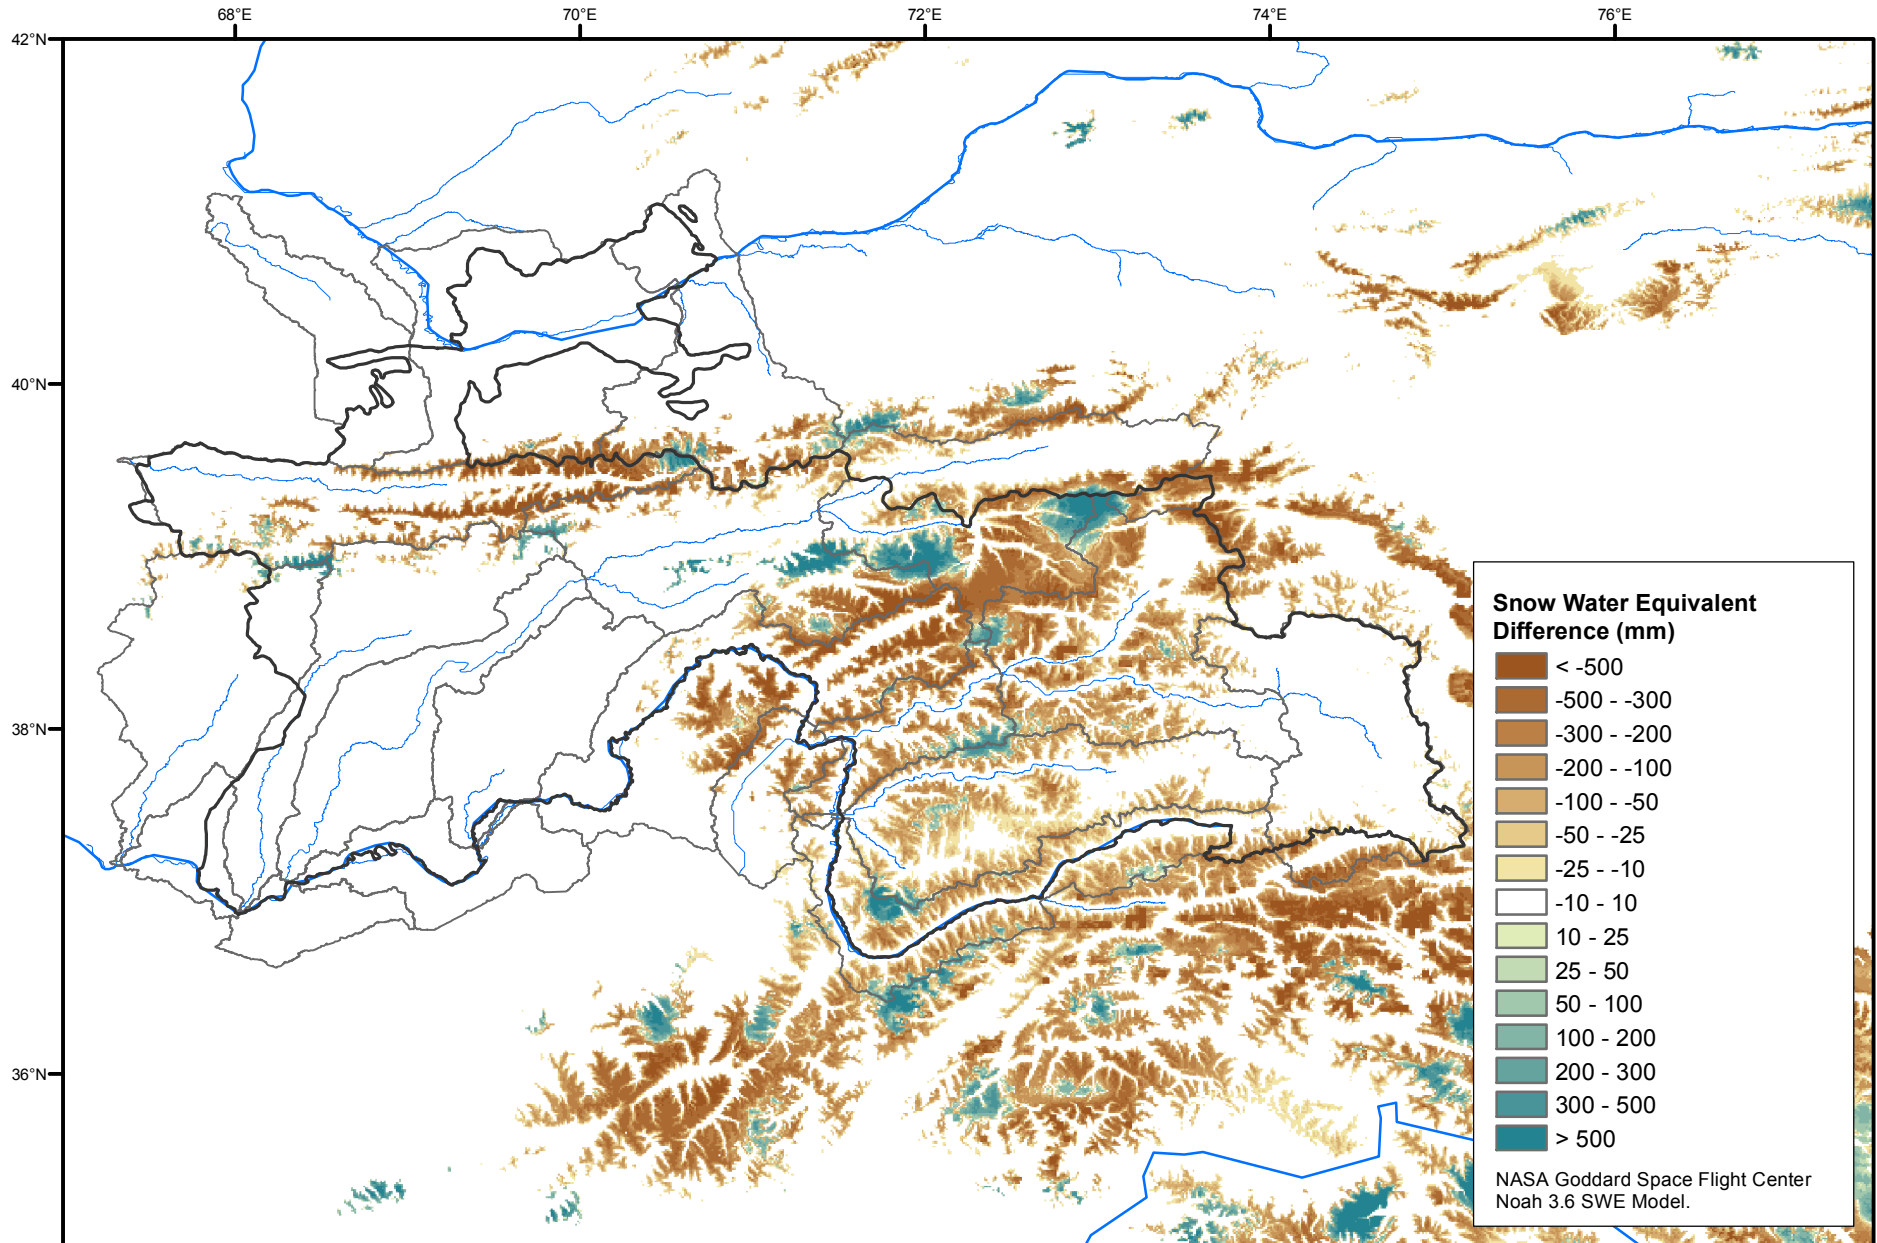 68°E
70°E
72°E
74°E
76°E
42°N
40°N
38°N
36°N
Snow Water Equivalent
Difference (mm)
< -500
-500 - -300
-300 - -200
-200 - -100
-100 - -50
-50 - -25
-25 - -10
-10 - 10
10 - 25
25 - 50
50 - 100
100 - 200
200 - 300
300 - 500
> 500
NASA Goddard Space Flight Center
Noah 3.6 SWE Model.